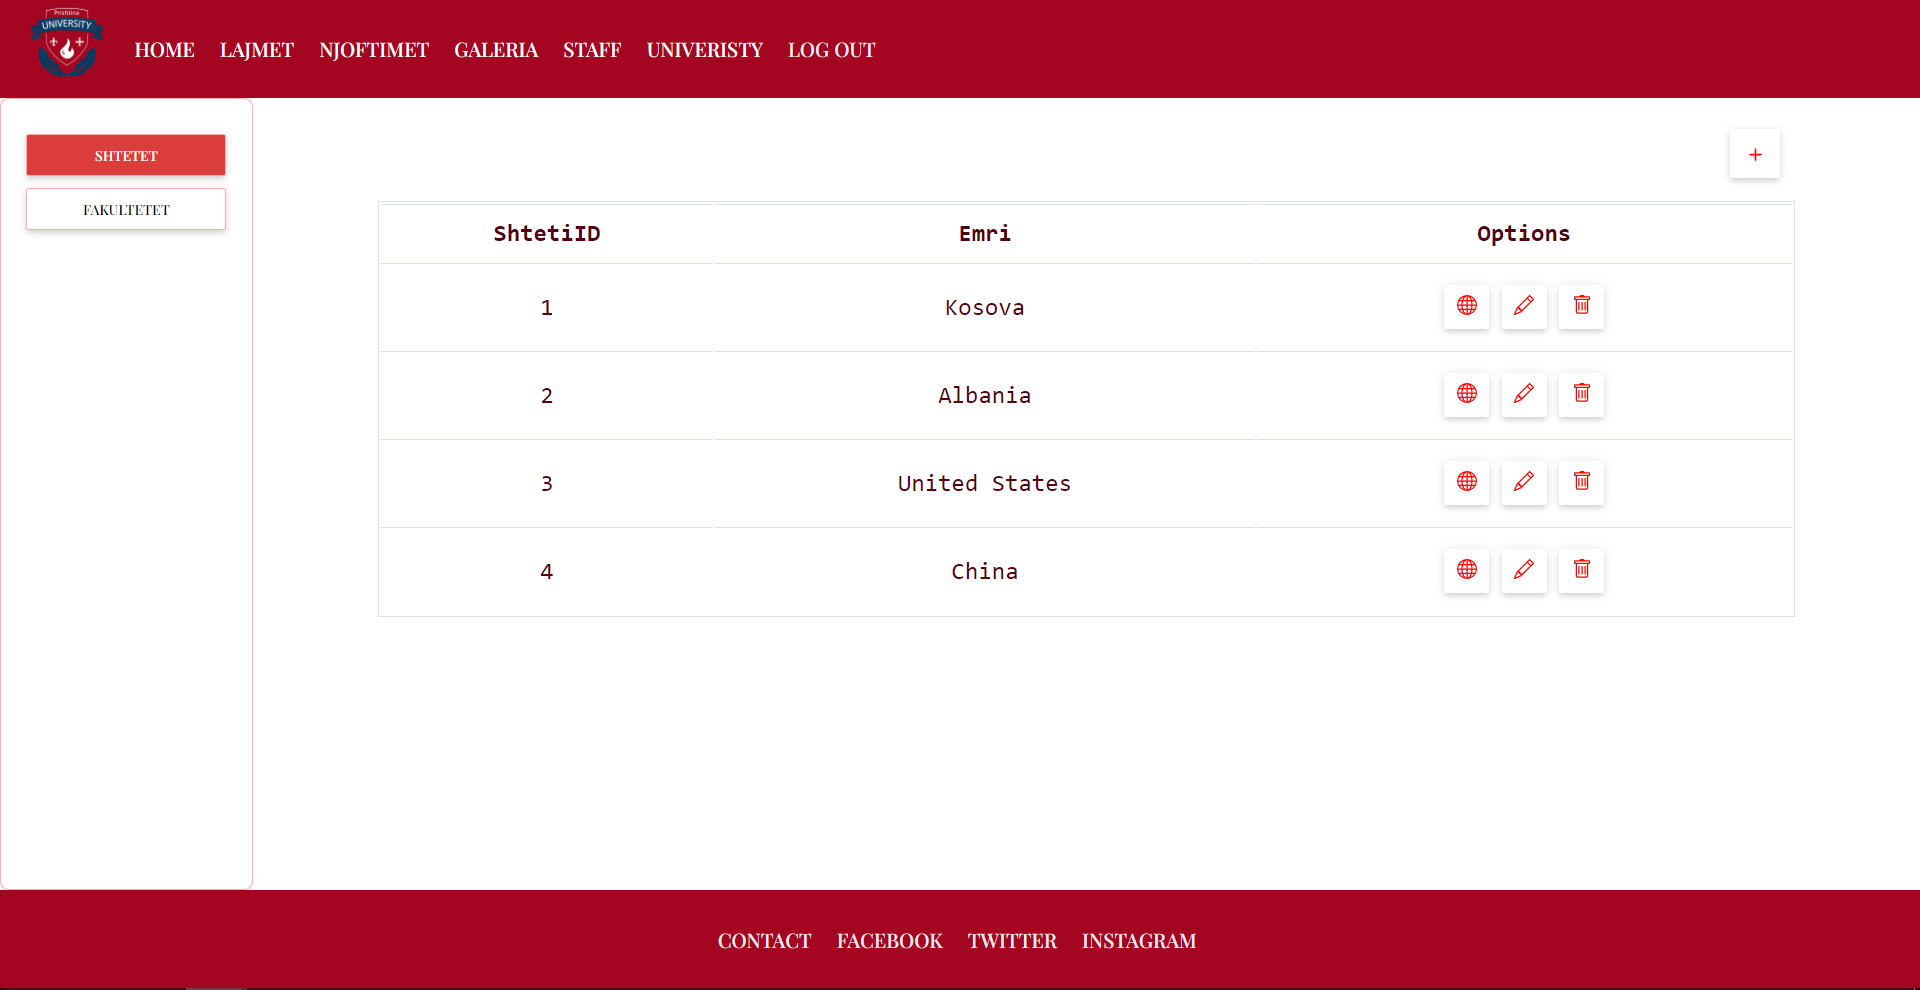 Prishtina
UNIVERSITY
HOME LAJMET NJOFTIMET GALERIA STAFF UNIVERISTY LOG OUT
SHTETET
FAKULTETET
+
ShtetiID Emri Options
1 Kosova
2 Albania
3 United States
4 China
CONTACT FACEBOOK TWITTER INSTAGRAM